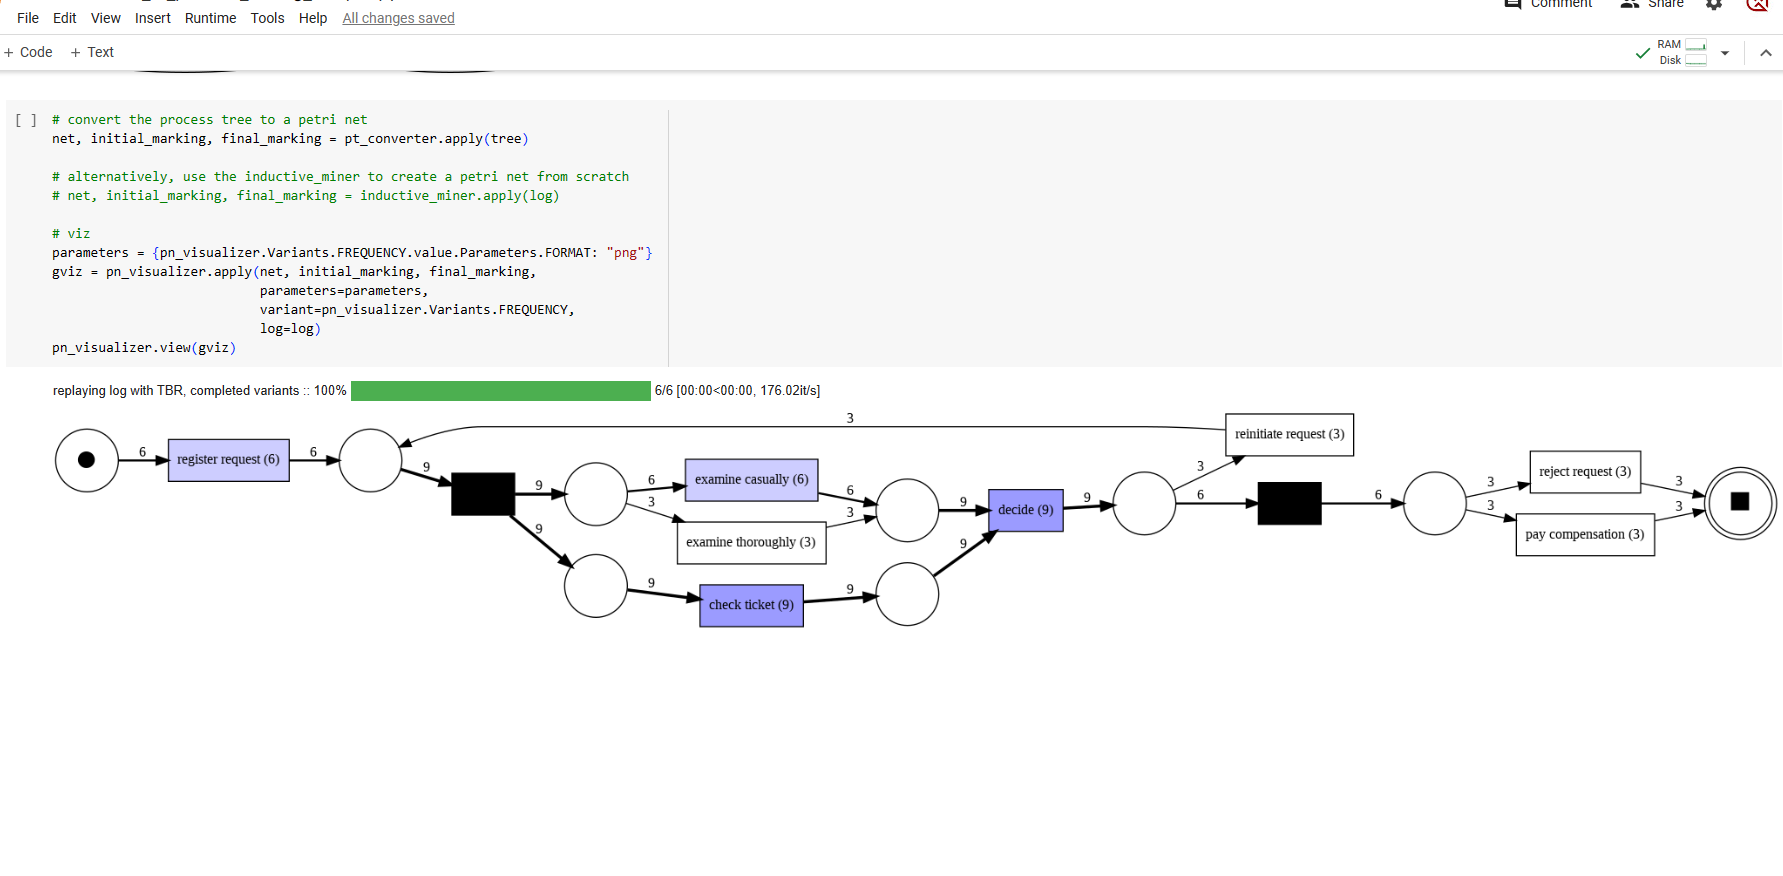 Comment Share
File Edit View Insert Runtime Tools Help All changes saved
+ Code + Text
RAM
Disk
[ ] # convert the process tree to a petri net
net, initial_marking, final_marking = pt_converter.apply(tree)
# alternatively, use the inductive_miner to create a petri net from scratch
# net, initial_marking, final_marking = inductive_miner.apply(log)
# viz
parameters = {pn_visualizer.Variants.FREQUENCY.value.Parameters.FORMAT: "png"}
gviz = pn_visualizer.apply(net, initial_marking, final_marking,
parameters=parameters,
variant=pn_visualizer.Variants.FREQUENCY,
log=log)
pn_visualizer.view(gviz)
replaying log with TBR, completed variants :: 100% 6/6 [00:00<00:00, 176.02it/s]
6
register request (6)
6
3
9
9
9
6
3
examine casually (6)
examine thoroughly (3)
6
3
9
check ticket (9)
9
9
9
decide (9)
9
3
reinitiate request (3)
6
6
3
3
reject request (3)
pay compensation (3)
3
3